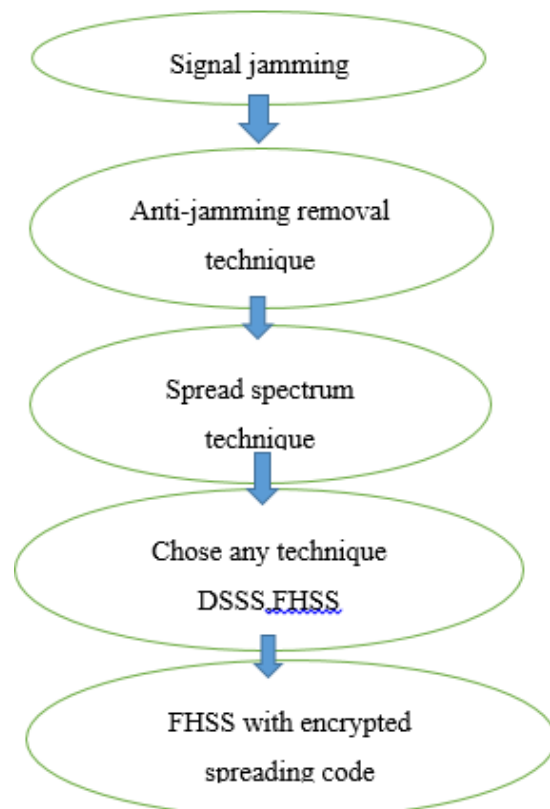 Signal jamming
Anti-jamming removal
technique
Spread spectrum
technique
Chose any technique
DSSS,FHSS
FHSS with encrypted
spreading code